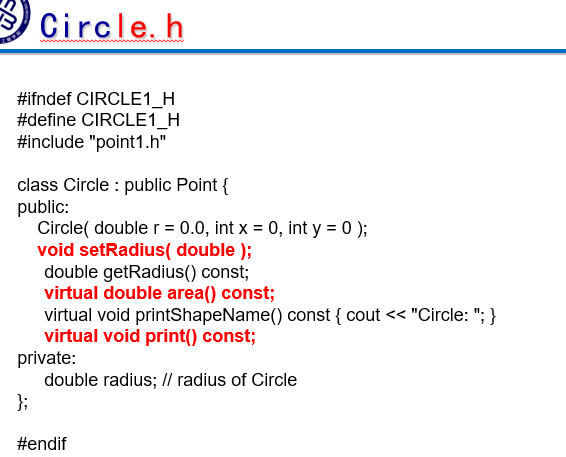 Circle.h
#ifndef CIRCLE1_H
#define CIRCLE1_H
#include "point1.h"
class Circle : public Point {
public:
Circle( double r = 0.0, int x = 0, int y = 0 );
void setRadius( double );
double getRadius() const;
virtual double area() const;
virtual void printShapeName() const { cout << "Circle: "; }
virtual void print() const;
private:
double radius; // radius of Circle
};
#endif